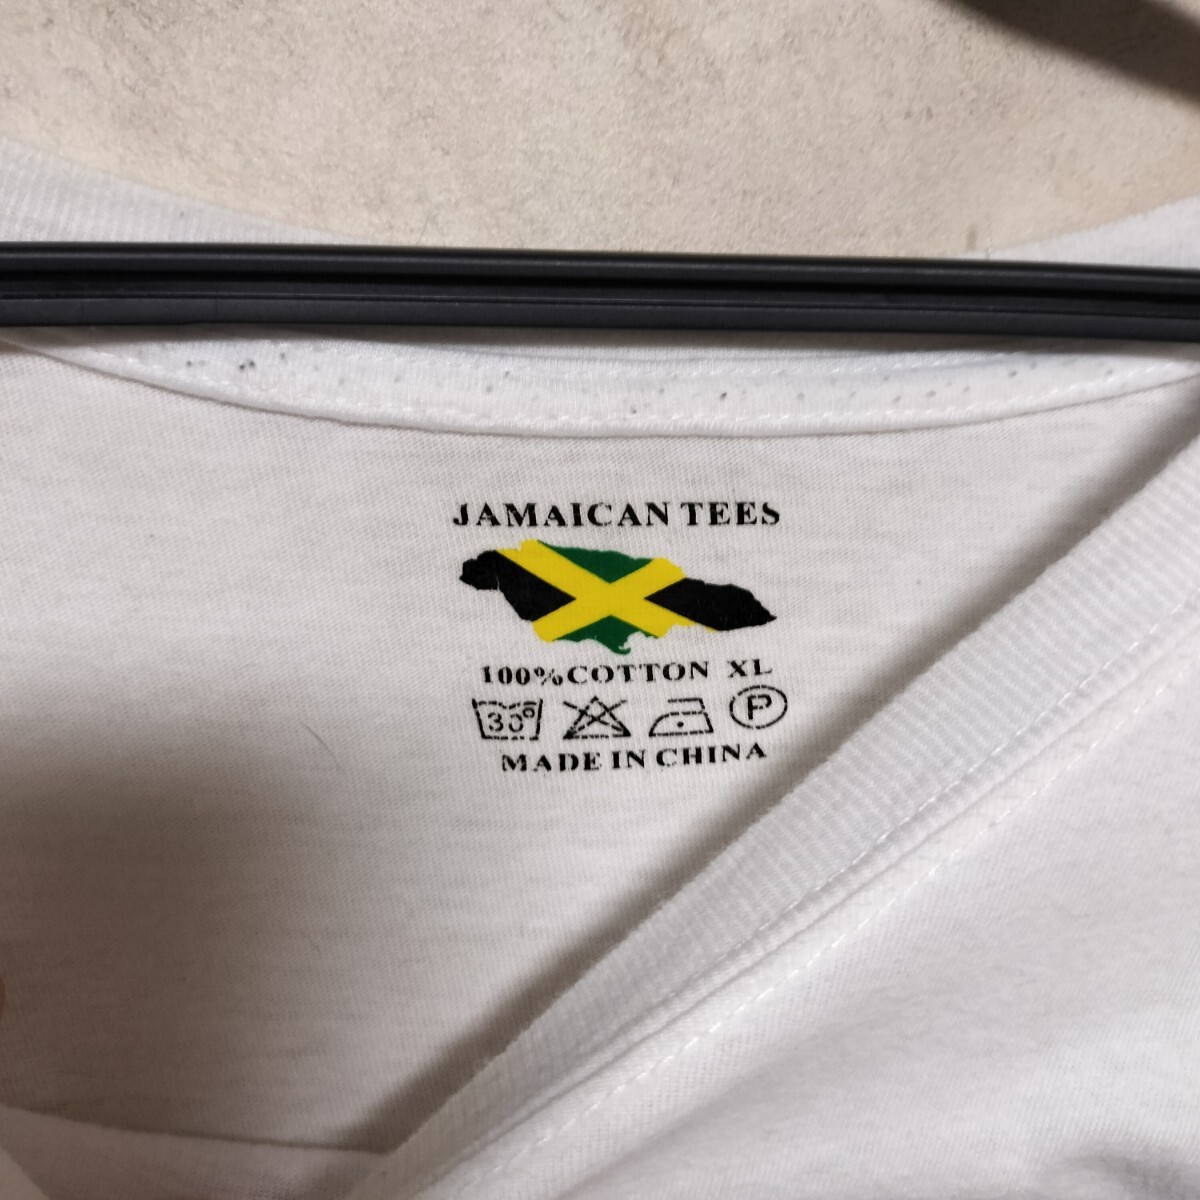 JAMAICAN TEES
100%COTTON XL
30° P
MADE IN CHINA